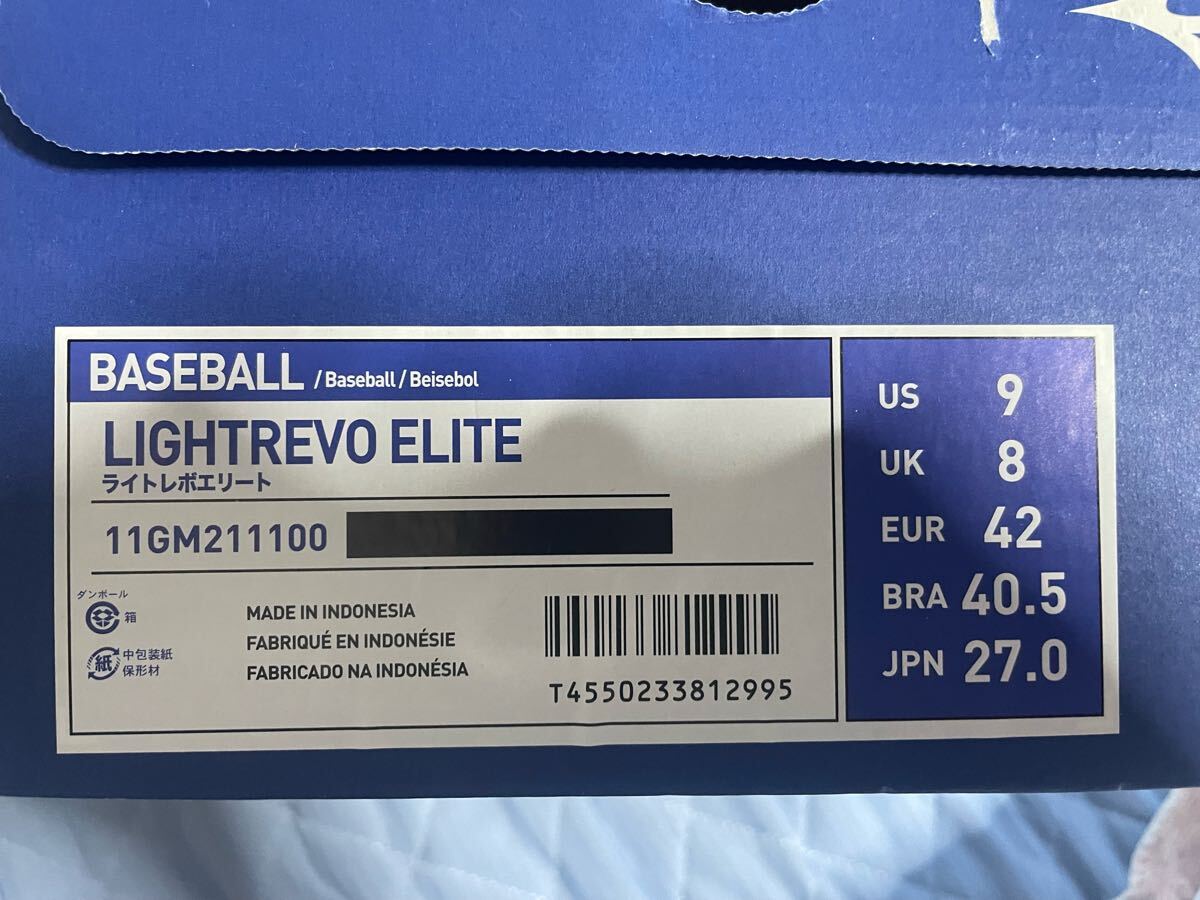 BASEBALL / Baseball / Beisebol
LIGHTREVO ELITE
ライトレボエリート
11GM211100
ダンボール
箱
紙 中包装紙
保形材
MADE IN INDONESIA
FABRIQUÉ EN INDONÉSIE
FABRICADO NA INDONÉSIA
T4550233812995
US 9
UK 8
EUR 42
BRA 40.5
JPN 27.0